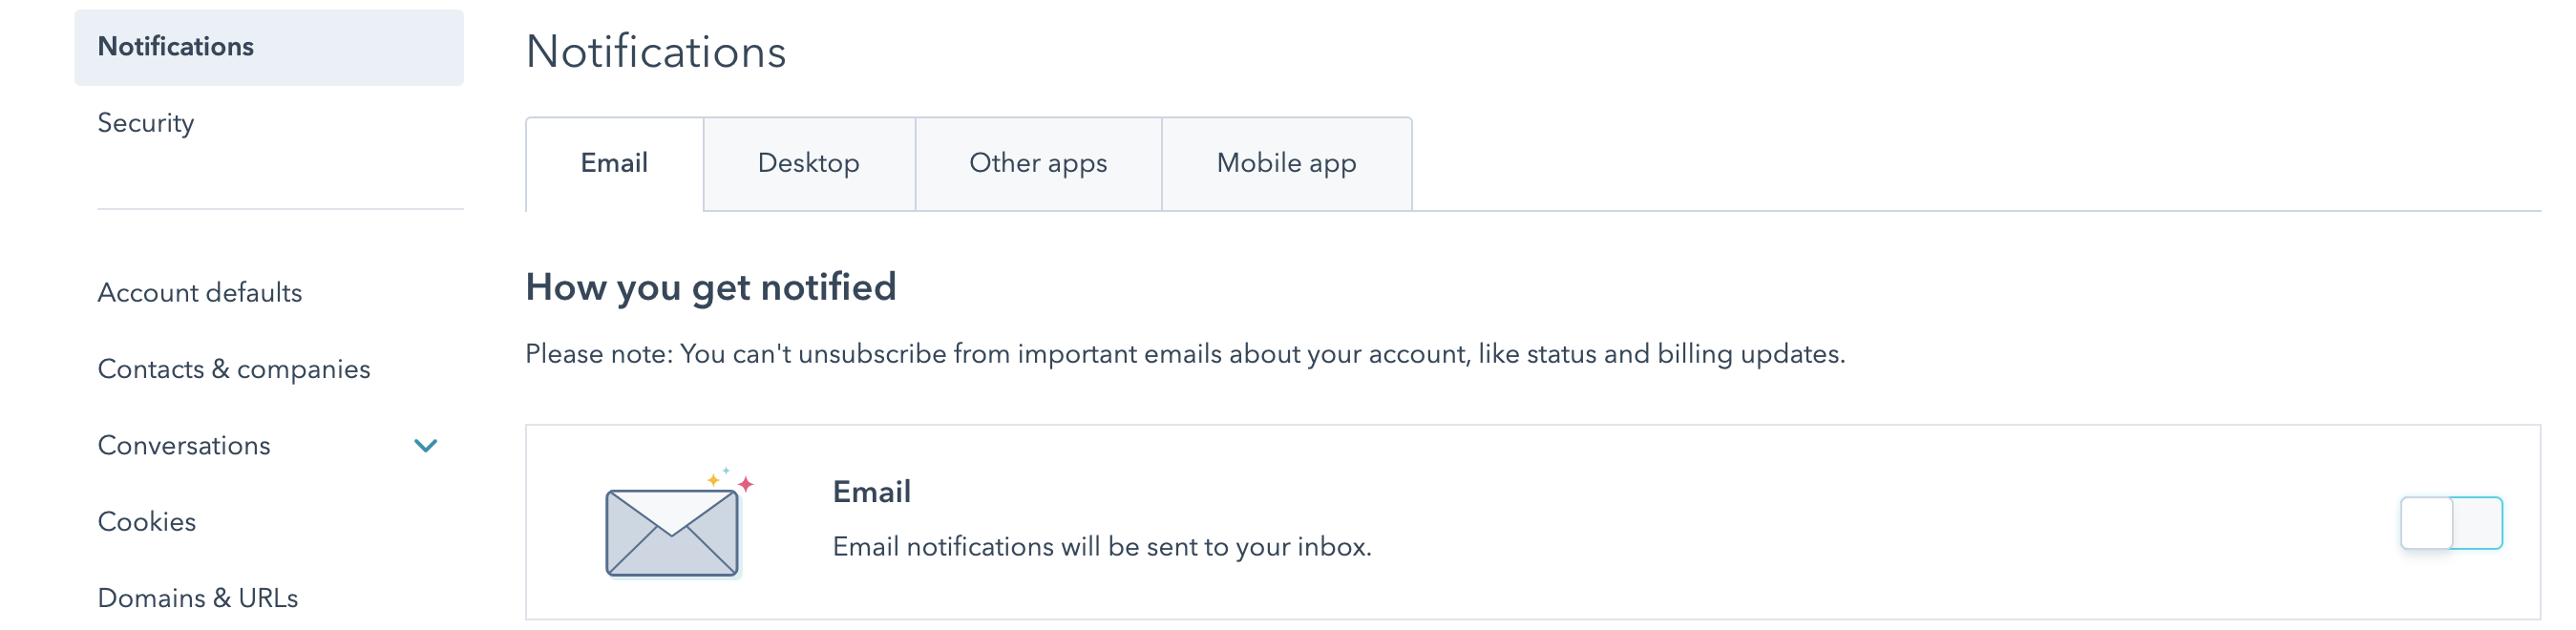 Notifications
Security
Account defaults
Contacts & companies
Conversations
Cookies
Domains & URLs
Notifications
Email
Desktop
Other apps
Mobile app
How you get notified
Please note: You can't unsubscribe from important emails about your account, like status and billing updates.
Email
Email notifications will be sent to your inbox.